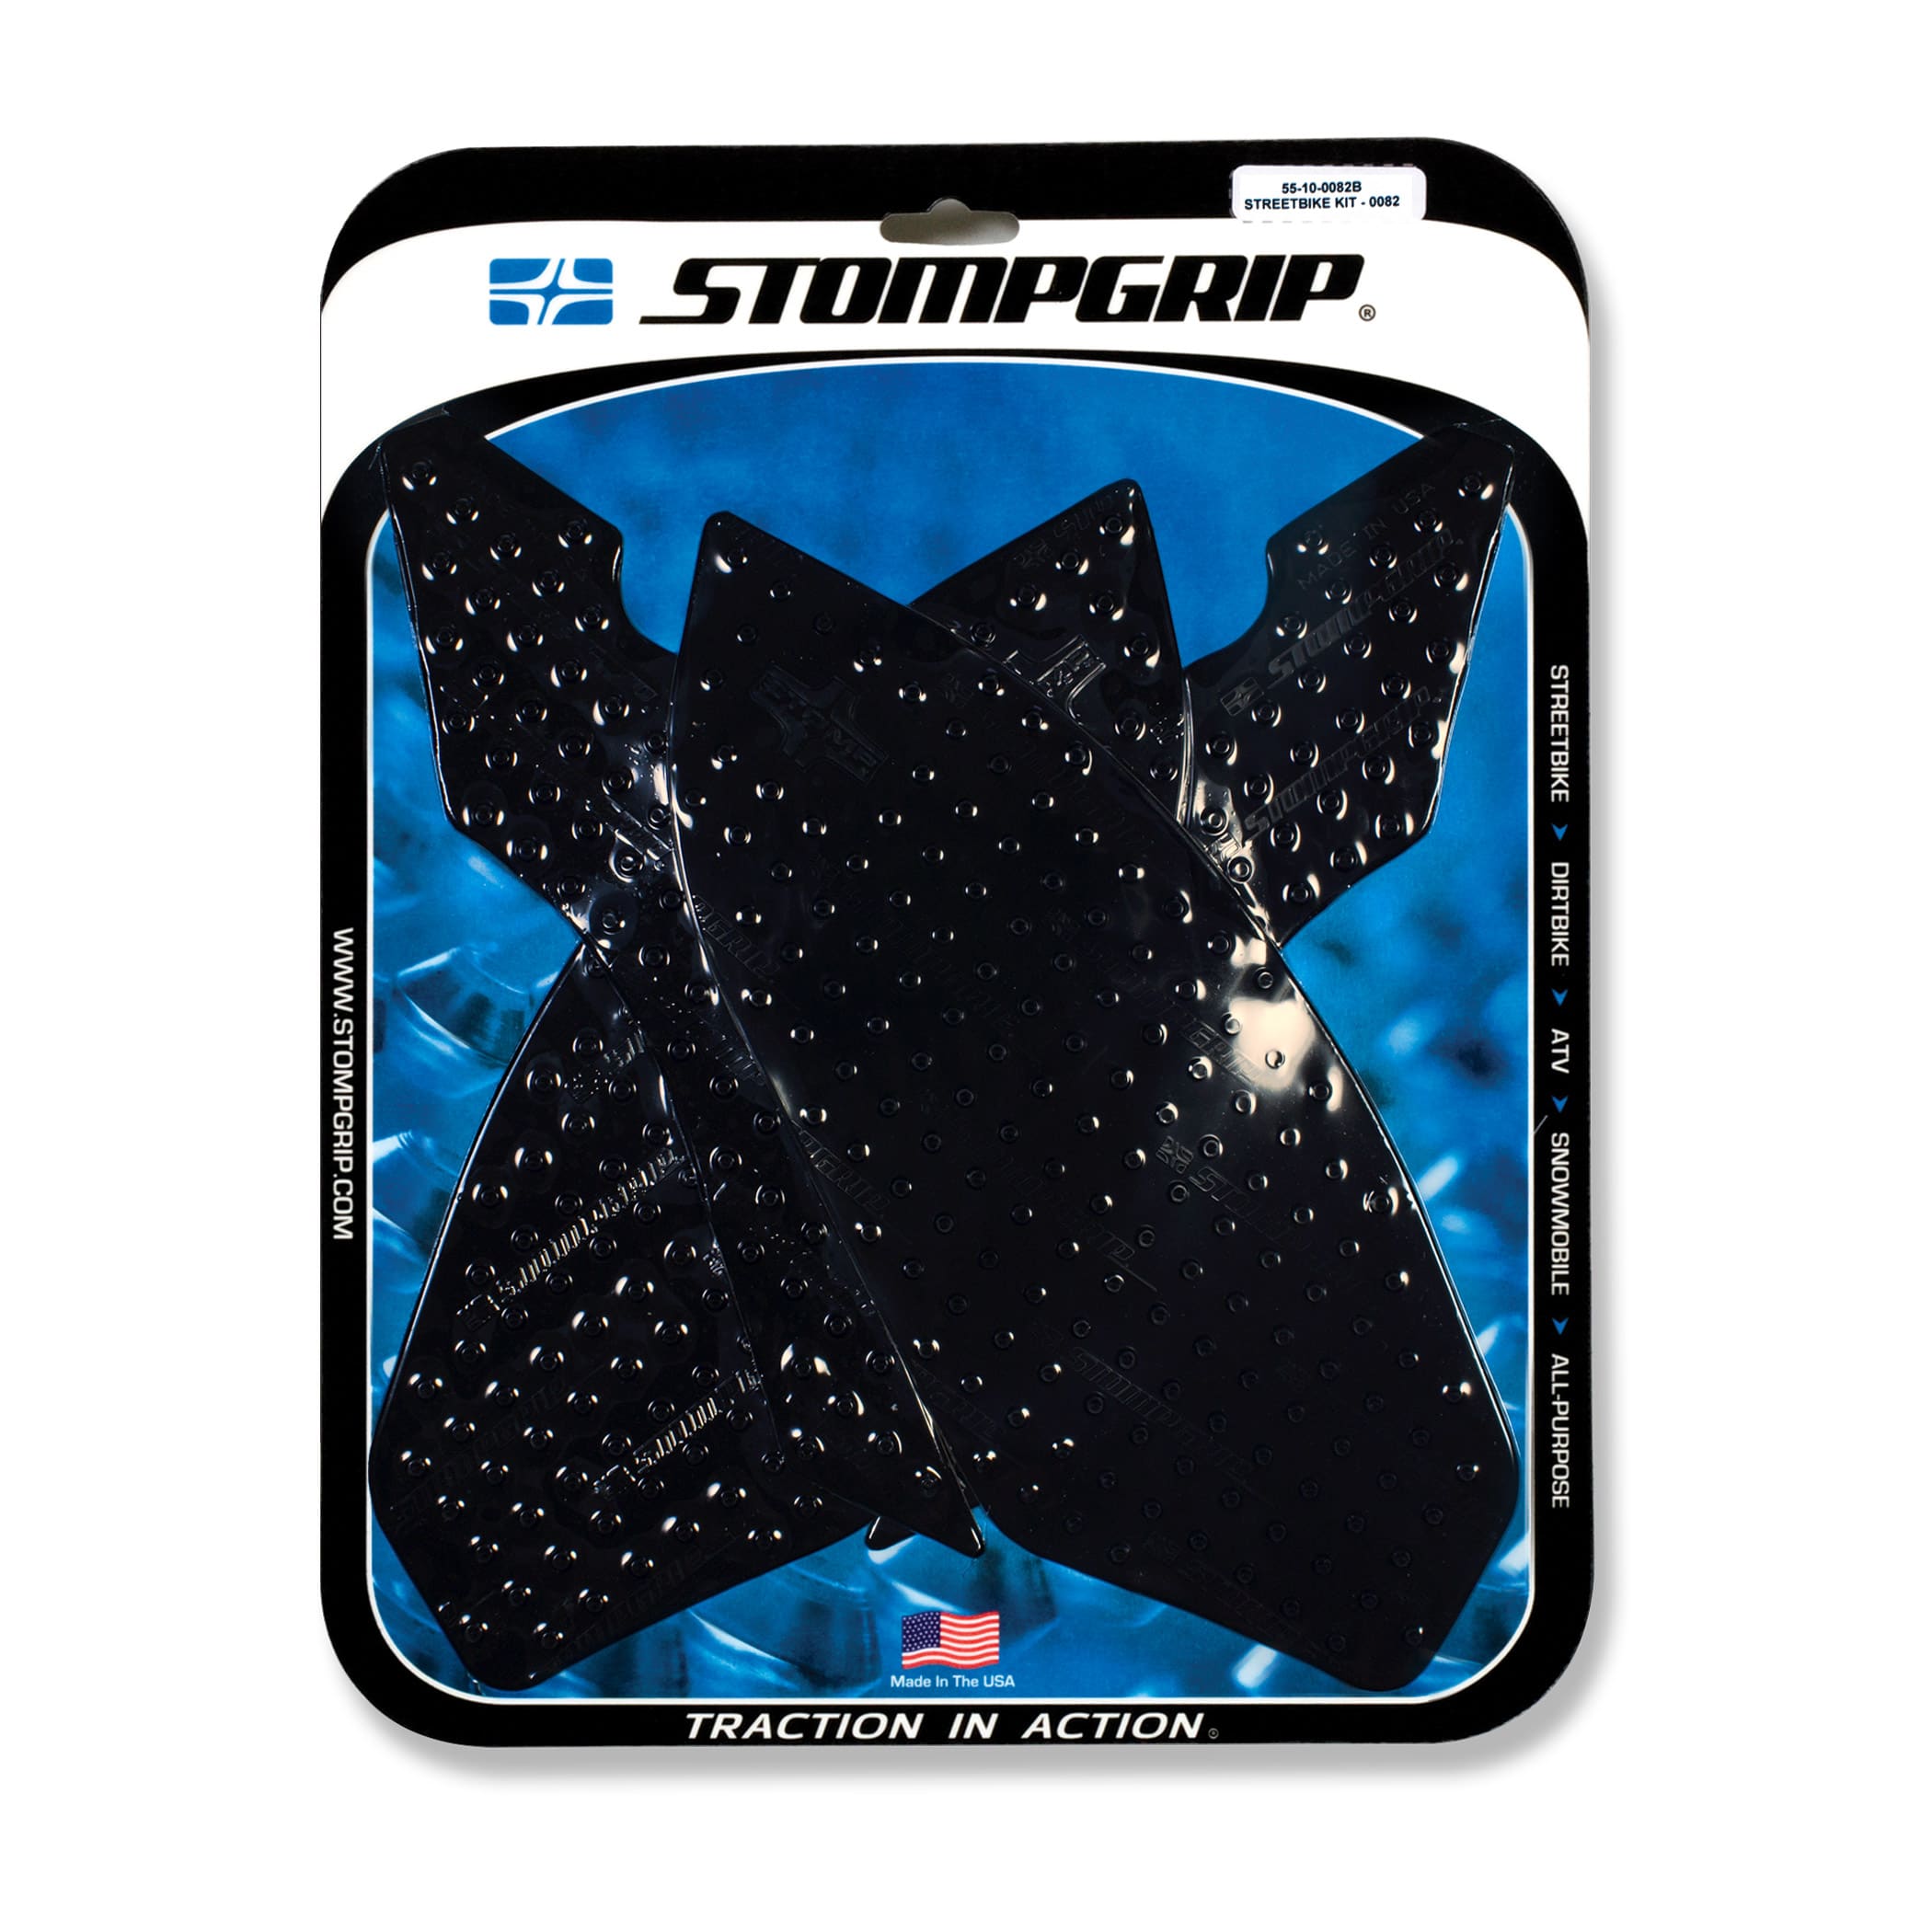 55-10-0082B
STREETBIKE KIT - 0082
STOMPGRIP®
MADE IN USA
STOMPGRIP
STOMPGRIP
WWW.STOMPGRIP.COM
STREETBIKE > DIRTBIKE > ATV > SNOWMOBILE > ALL-PURPOSE
Made In The USA
TRACTION IN ACTION®